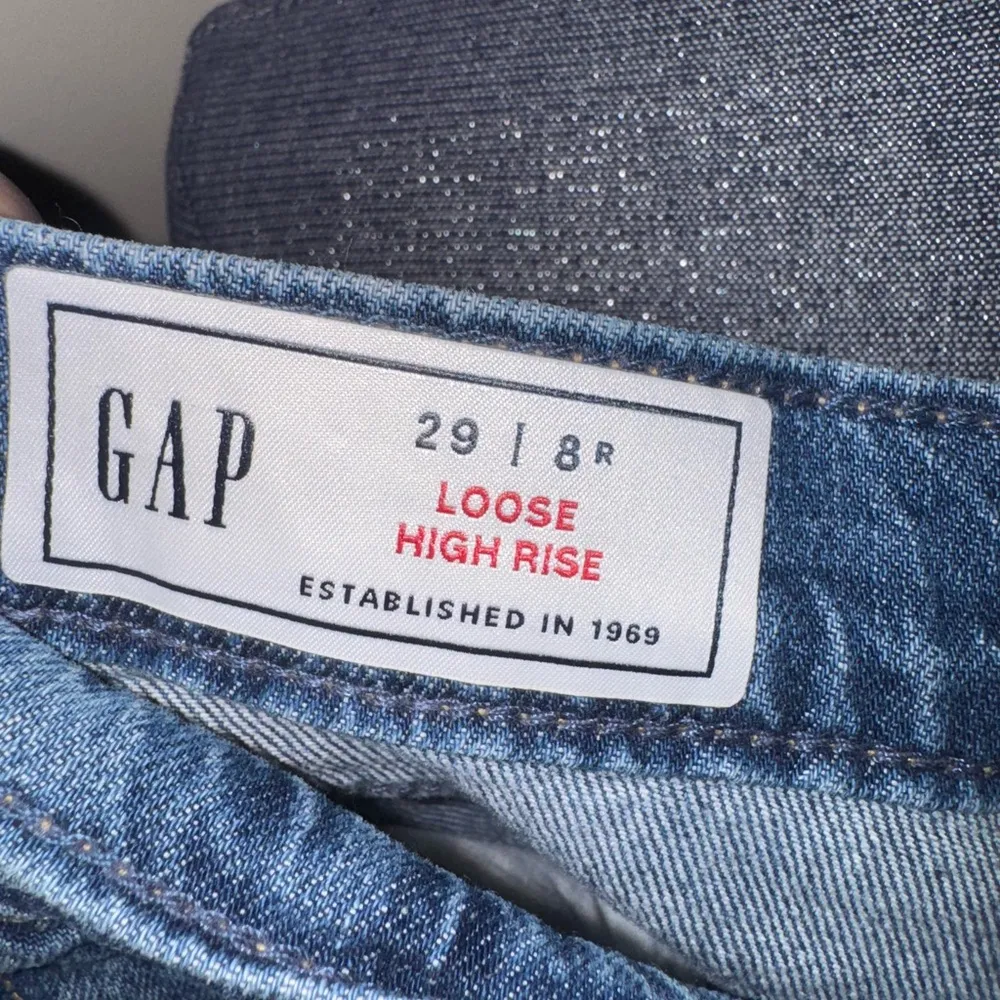 GAP
29 | 8R
LOOSE
HIGH RISE
ESTABLISHED IN 1969